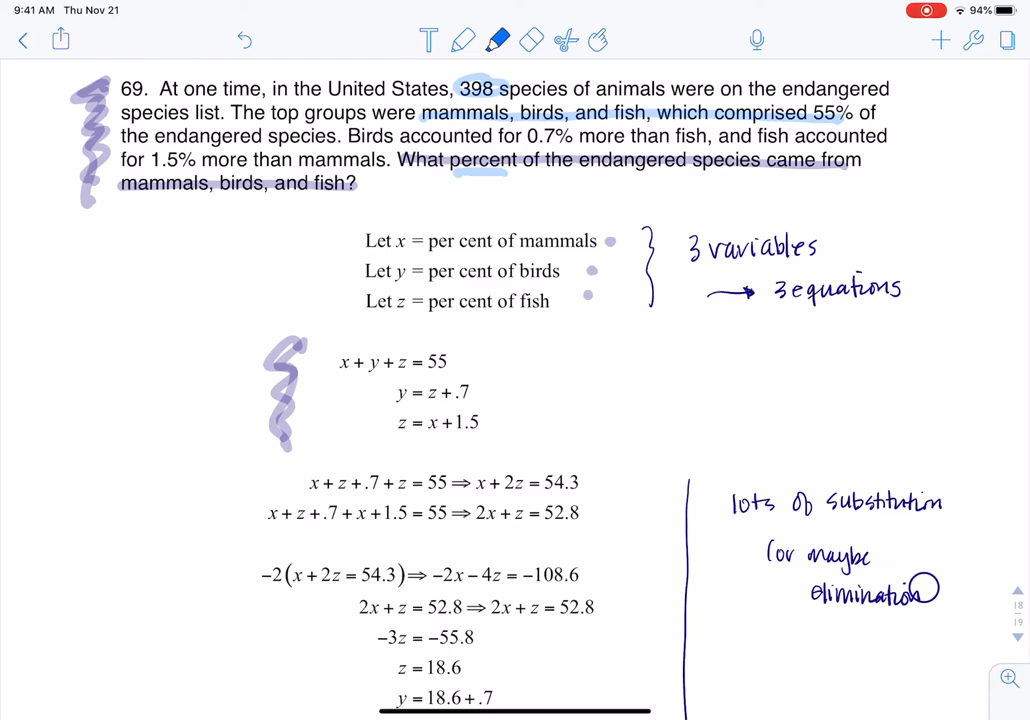 9:41 AM Thu Nov 21
94%
69. At one time, in the United States, 398 species of animals were on the endangered
species list. The top groups were mammals, birds, and fish, which comprised 55% of
the endangered species. Birds accounted for 0.7% more than fish, and fish accounted
for 1.5% more than mammals. What percent of the endangered species came from
mammals, birds, and fish?
Let x = per cent of mammals
Let y = per cent of birds
Let z = per cent of fish
3 variables
→ 3 equations
x + y + z = 55
y = z + .7
z = x + 1.5
x + z + .7 + z = 55 ⇒ x + 2z = 54.3
x + z + .7 + x + 1.5 = 55 ⇒ 2x + z = 52.8
lots of substitution
(or maybe
elimination
−2(x + 2z = 54.3) ⇒ −2x − 4z = −108.6
2x + z = 52.8 ⇒ 2x + z = 52.8
−3z = −55.8
z = 18.6
y = 18.6 + .7
18
19